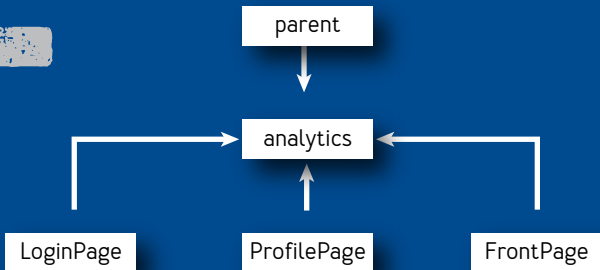 parent
analytics
LoginPage
ProfilePage
FrontPage